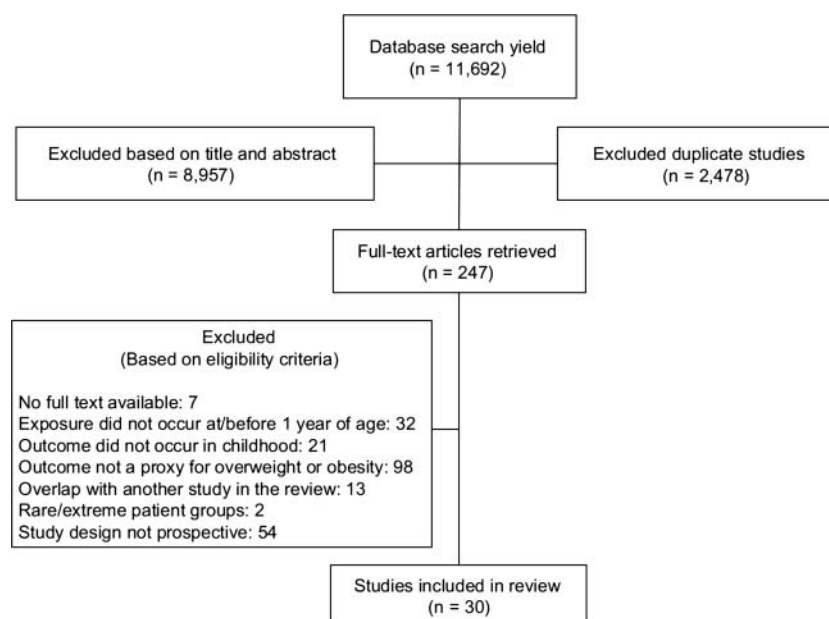 Database search yield
(n = 11,692)
Excluded based on title and abstract
(n = 8,957)
Excluded duplicate studies
(n = 2,478)
Full-text articles retrieved
(n = 247)
Excluded
(Based on eligibility criteria)
No full text available: 7
Exposure did not occur at/before 1 year of age: 32
Outcome did not occur in childhood: 21
Outcome not a proxy for overweight or obesity: 98
Overlap with another study in the review: 13
Rare/extreme patient groups: 2
Study design not prospective: 54
Studies included in review
(n = 30)